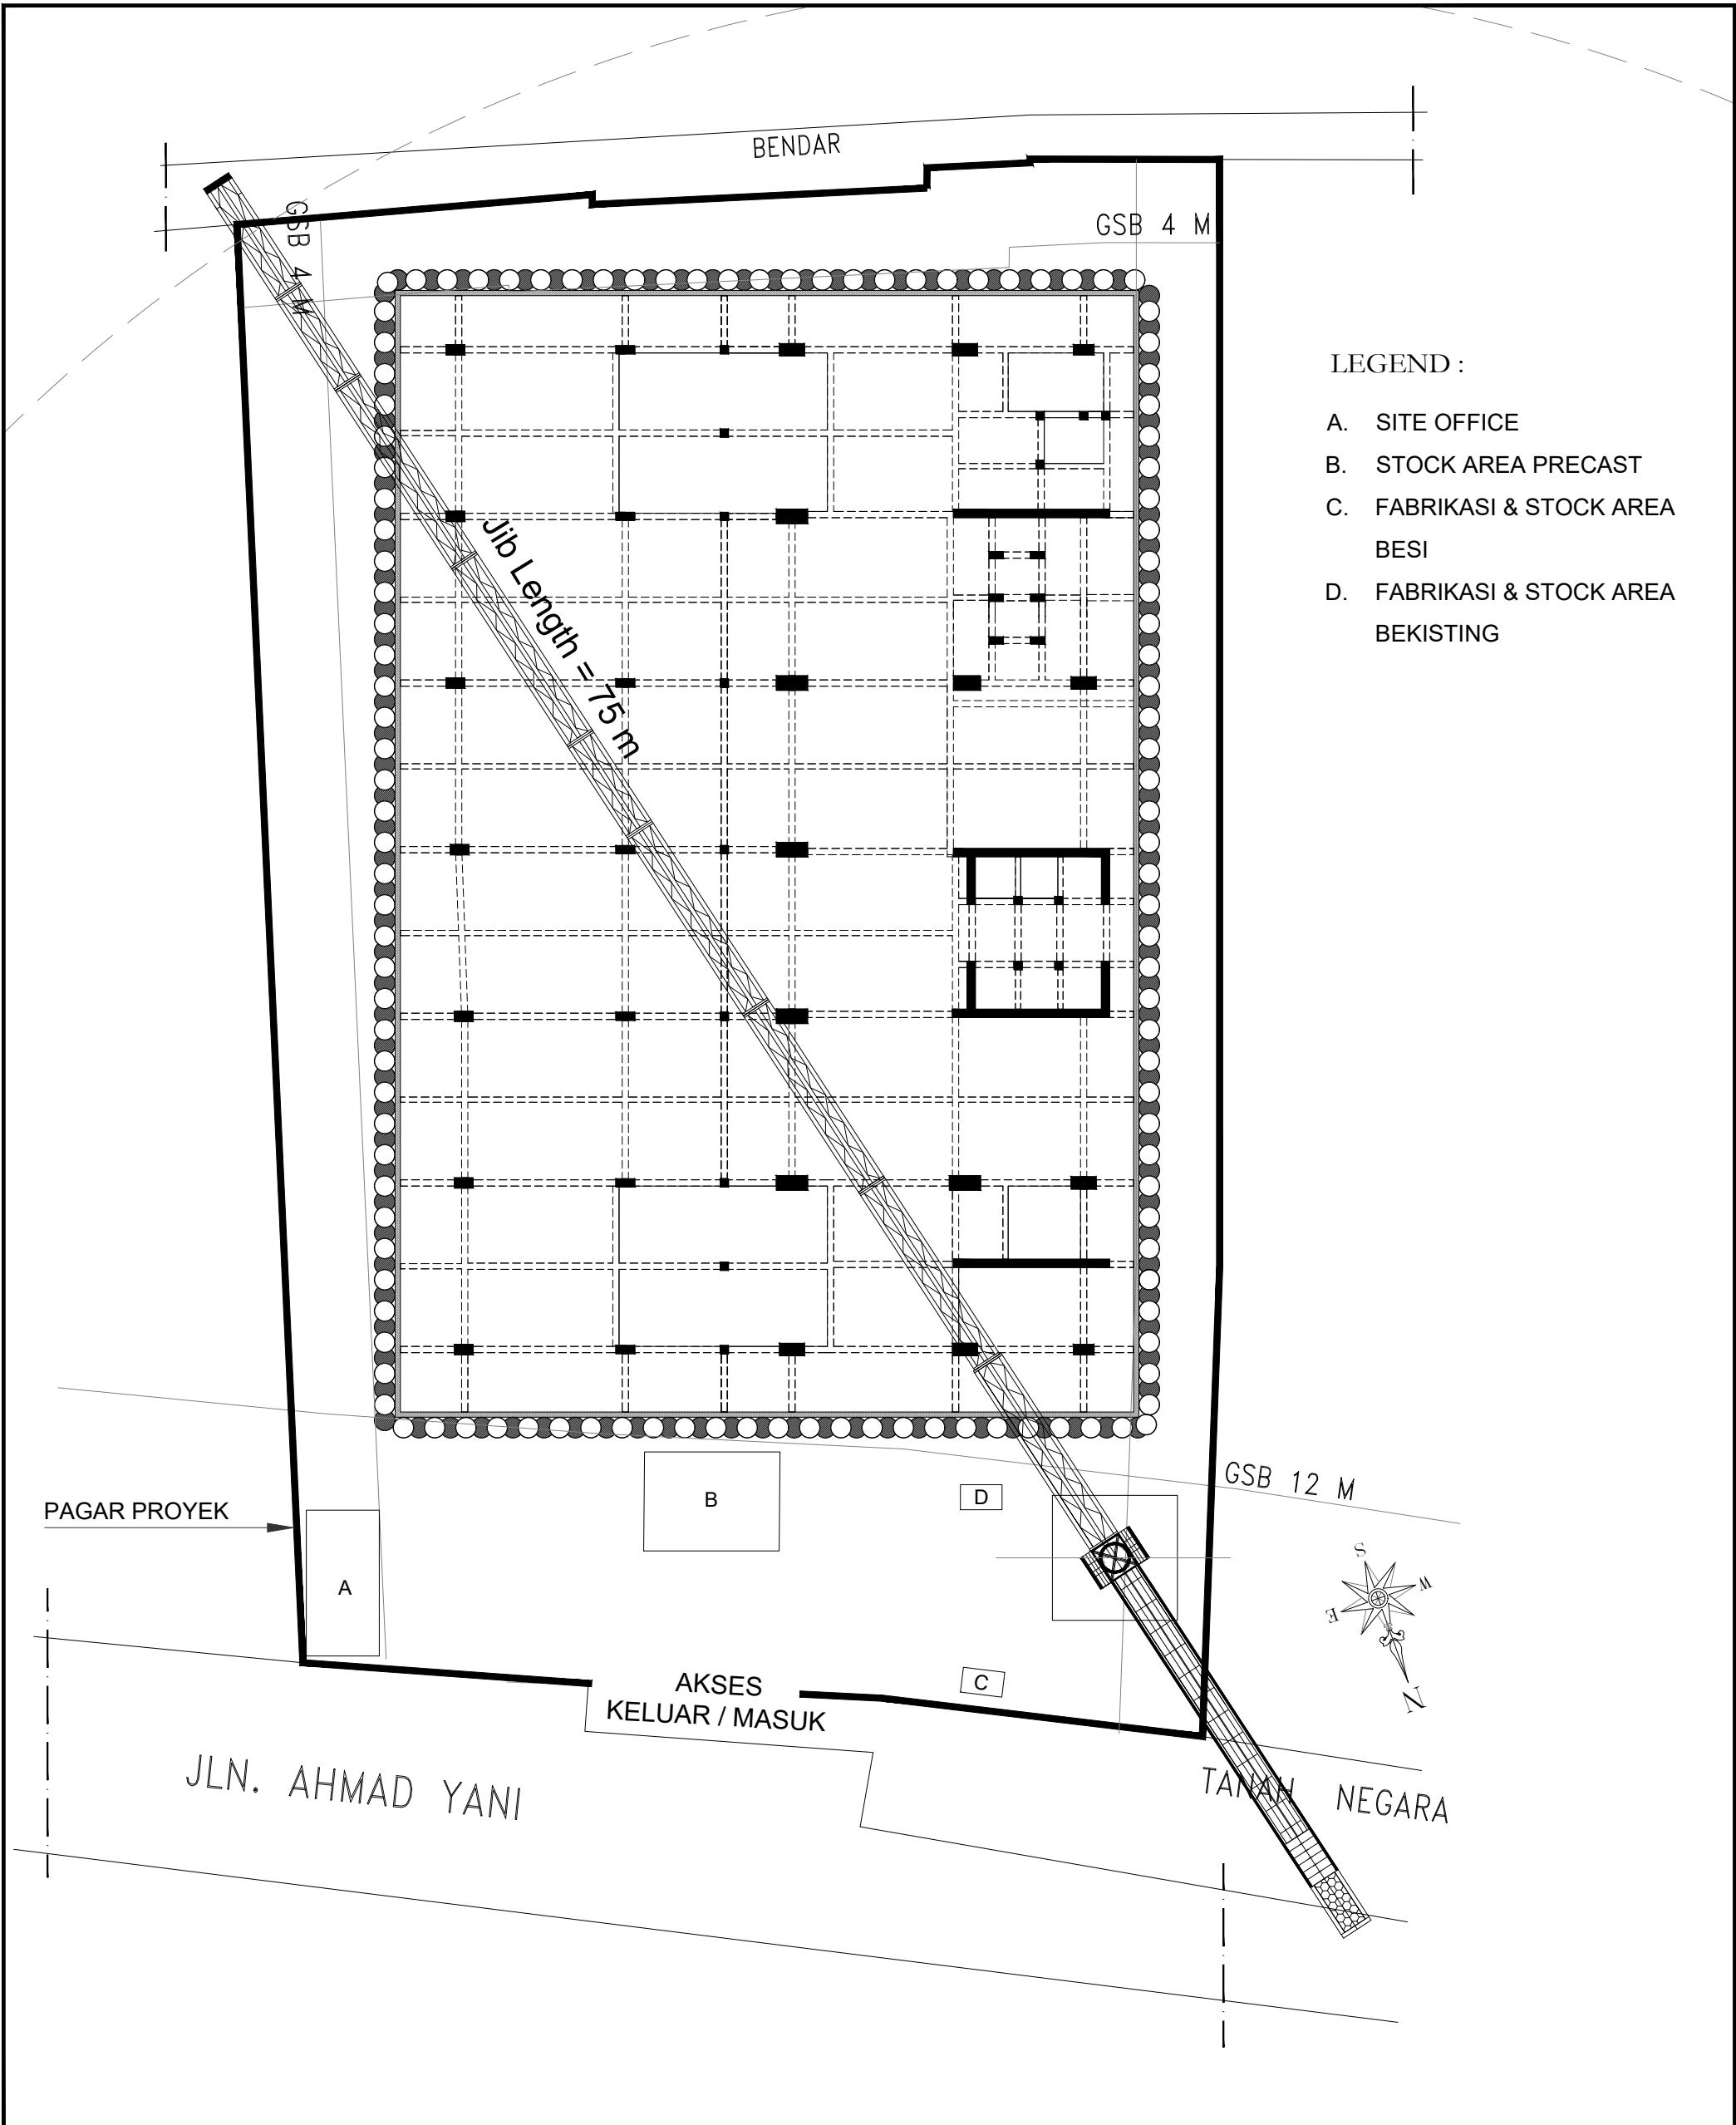 BENDAR
GSB 4 M
GSB 4 M
LEGEND :
A. SITE OFFICE
B. STOCK AREA PRECAST
C. FABRIKASI & STOCK AREA
BESI
D. FABRIKASI & STOCK AREA
BEKISTING
Jib Length = 75 m
GSB 12 M
PAGAR PROYEK
B
D
A
S
W
E
N
C
AKSES
KELUAR / MASUK
JLN. AHMAD YANI
TANAH NEGARA